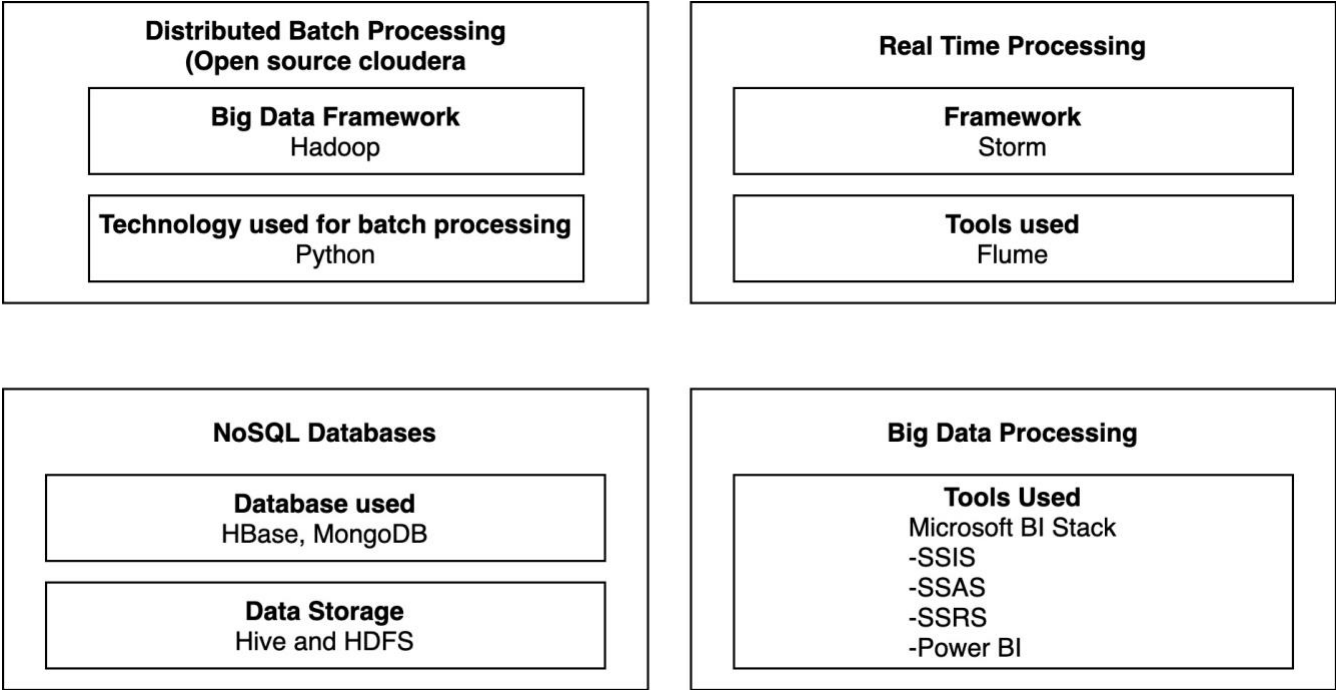 Distributed Batch Processing
(Open source cloudera
Big Data Framework
Hadoop
Technology used for batch processing
Python
Real Time Processing
Framework
Storm
Tools used
Flume
NoSQL Databases
Database used
HBase, MongoDB
Data Storage
Hive and HDFS
Big Data Processing
Tools Used
Microsoft BI Stack
-SSIS
-SSAS
-SSRS
-Power BI